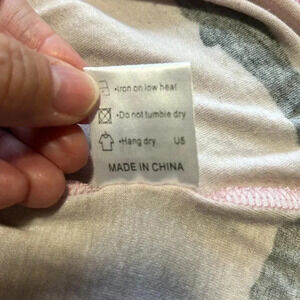 •Iron on low heat
•Do not tumble dry
•Hang dry US
MADE IN CHINA